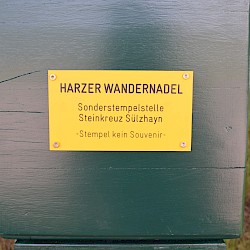 HARZER WANDERNADEL
Sonderstempelstelle
Steinkreuz Sülzhayn
-Stempel kein Souvenir-